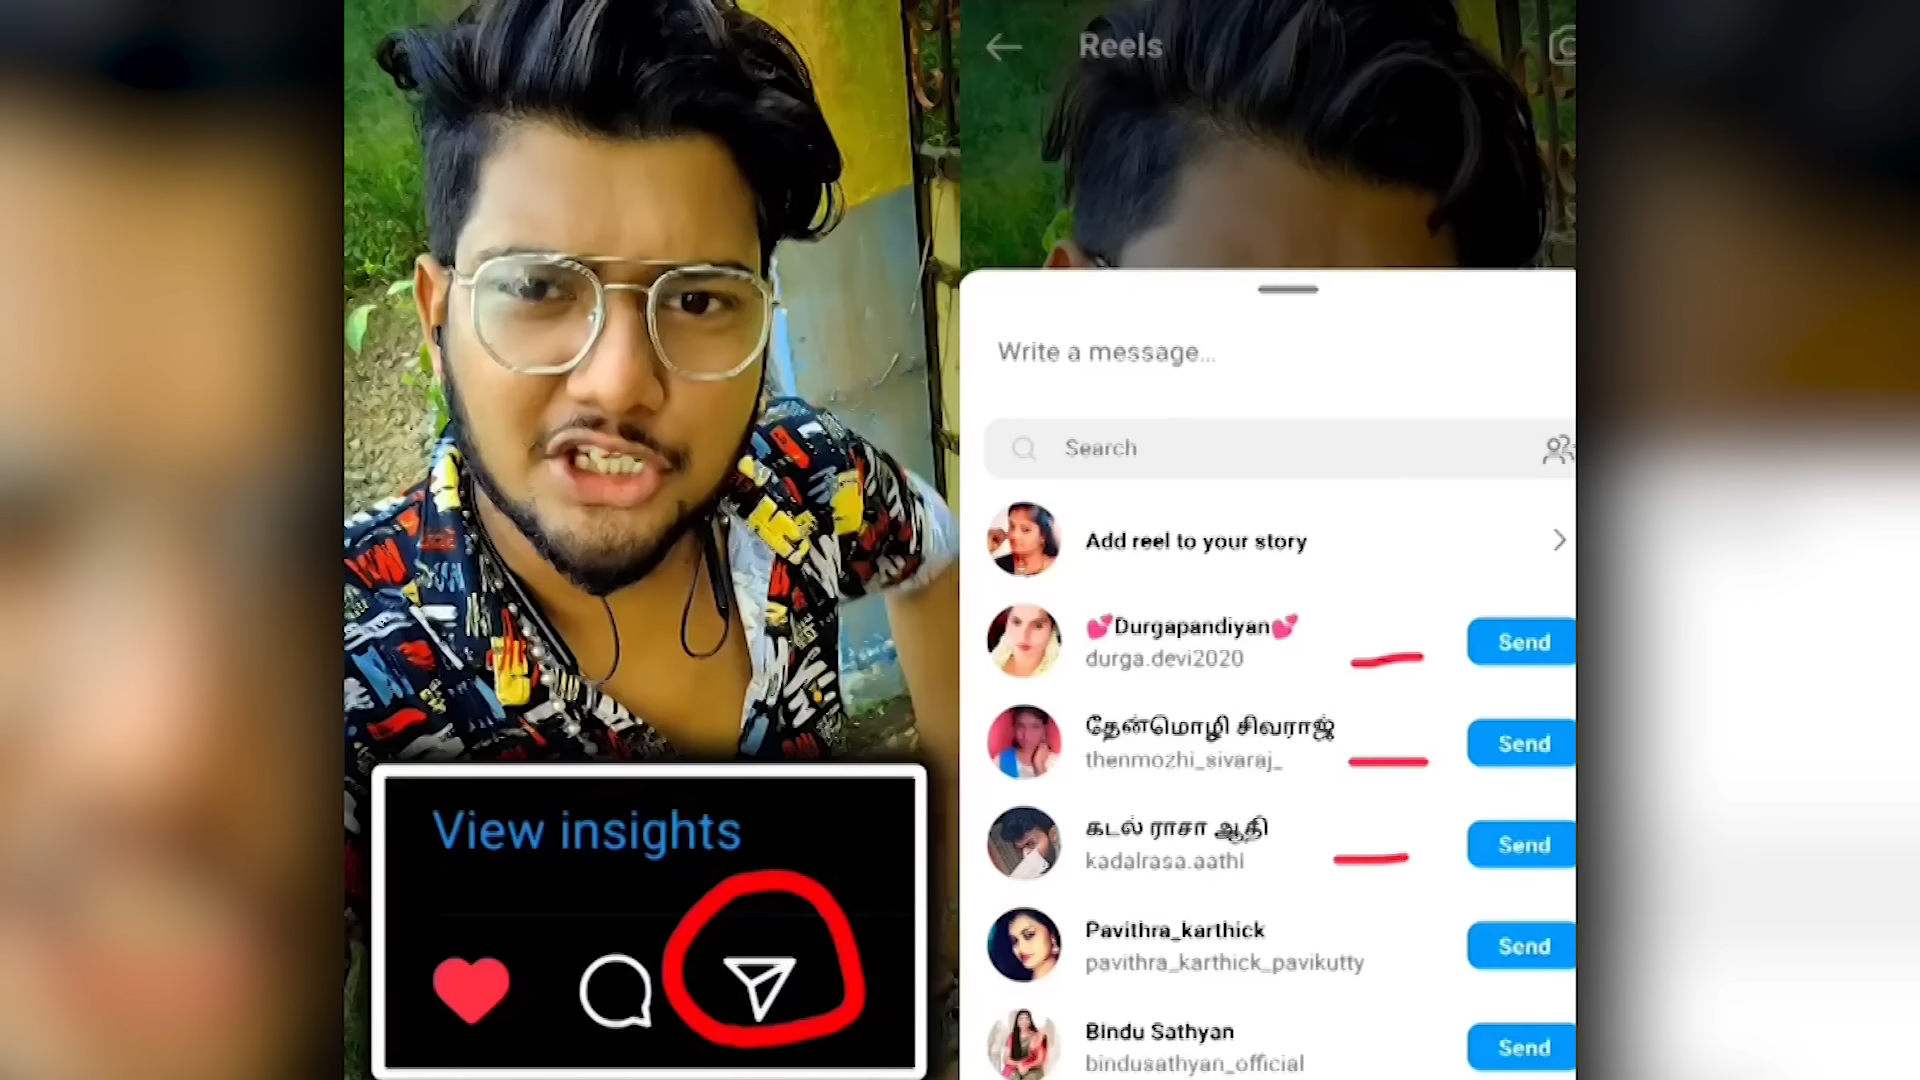 View insights
Reels
Write a message...
Search
Add reel to your story
💕Durgapandiyan💕
durga.devi2020
Send
தேன்மொழி சிவராஜ்
thenmozhi_sivaraj_
Send
கடல் ராசா ஆதி
kadalrasa.aathi
Send
Pavithra_karthick
pavithra_karthick_pavikutty
Send
Bindu Sathyan
bindusathyan_official
Send